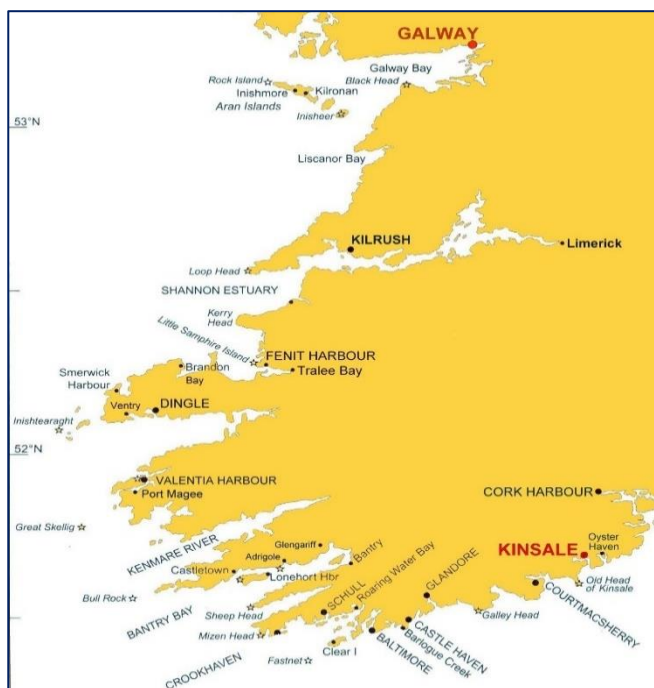 GALWAY
Galway Bay
Rock Island
Black Head
Inishmore
Kilronan
Aran Islands
Inisheer
53°N
Liscanor Bay
KILRUSH
Limerick
Loop Head
SHANNON ESTUARY
Kerry
Head
Little Samphire Island
FENIT HARBOUR
Tralee Bay
Brandon
Bay
Smerwick
Harbour
Ventry
DINGLE
Inishtearaght
52°N
VALENTIA HARBOUR
Port Magee
CORK HARBOUR
Great Skellig
KENMARE RIVER
Glengariff
Bantry
KINSALE
Oyster
Haven
Adrigole
Castletown
Lonehort Hbr
Roaring Water Bay
GLANDORE
Old Head
of Kinsale
Bull Rock
BANTRY BAY
Sheep Head
SCHULL
Galley Head
COURTMACSHERRY
Mizen Head
CASTLE HAVEN
Barlogue Creek
BALTIMORE
Clear I
CROOKHAVEN
Fastnet